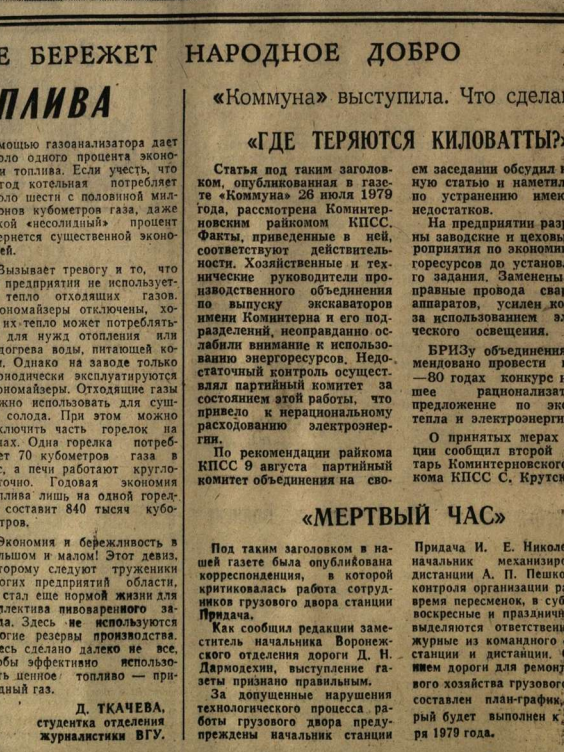 Е БЕРЕЖЕТ НАРОДНОЕ ДОБРО
ПЛИВА
мощью газоанализатора дает
оло одного процента эконо-
и топлива. Если учесть, что
год котельная потребляет
оло шести с половиной мил-
онов кубометров газа, даже
кой «несолидный» процент
ернется существенной эконо-
ей.
Вызывает тревогу и то, что
предприятии не использует-
тепло отходящих газов.
ономайзеры отключены, хо-
их тепло может потреблять-
для нужд отопления или
догрева воды, питающей ко-
т. Однако на заводе только
иодически эксплуатируются
ономайзеры. Отходящие газы
жно использовать для суш-
солода. При этом можно
ключить часть горелок на
чах. Одна горелка потреб-
ет 70 кубометров газа в
с, а печи работают кругло-
точно. Годовая экономия
плива лишь на одной горел-
составит 840 тысяч кубо-
тров.
Экономия и бережливость в
льшом и малом! Этот девиз,
торому следуют труженики
огих предприятий области,
стал еще нормой жизни для
ллектива пивоваренного за-
да. Здесь не используются
огие резервы производства.
есь сделано далеко не все,
обы эффективно использо-
ть ценное топливо — при-
дный газ.
Д. ТКАЧЕВА,
студентка отделения
журналистики ВГУ.
«Коммуна» выступила. Что сдела
«ГДЕ ТЕРЯЮТСЯ КИЛОВАТТЫ?»
Статья под таким заголов-
ком, опубликованная в газе-
те «Коммуна» 26 июля 1979
года, рассмотрена Коминтер-
новским райкомом КПСС.
Факты, приведенные в ней,
соответствуют действитель-
ности. Хозяйственные и тех-
нические руководители про-
изводственного объединения
по выпуску экскаваторов
имени Коминтерна и его под-
разделений, неоправданно ос-
лабили внимание к использо-
ванию энергоресурсов. Недо-
статочный контроль осущест-
влял партийный комитет за
состоянием этой работы, что
привело к нерациональному
расходованию электроэнер-
гии.
По рекомендации райкома
КПСС 9 августа партийный
комитет объединения на сво-
ем заседании обсудил к
ную статью и наметил
по устранению имею
недостатков.
На предприятии разр
ны заводские и цеховы
роприятия по экономи
горесурсов до установ
го задания. Заменены
правные провода свар
аппаратов, усилен ко
за использованием эл
ческого освещения.
БРИЗу объединения
мендовано провести в
—80 годах конкурс н
шее рационализат
предложение по эко
тепла и электроэнерги
О принятых мерах
ции сообщил второй
тарь Коминтерновского
кома КПСС С. Крутск
«МЕРТВЫЙ ЧАС»
Под таким заголовком в на-
шей газете была опубликована
корреспонденция, в которой
критиковалась работа сотруд-
ников грузового двора станции
Придача.
Как сообщил редакции заме-
ститель начальника Воронеж-
ского отделения дороги Д. Н.
Дармодехин, выступление га-
зеты признано правильным.
За допущенные нарушения
технологического процесса ра-
боты грузового двора преду-
преждены начальник станции
Придача И. Е. Николе
начальник механизиро
дистанции А. П. Пешко
контроля организации ра
время пересменок, в субб
воскресные и праздничн
выделяются ответственн
журные из командного с
станции и дистанции. О
нием дороги для ремон
вого хозяйства грузового
составлен план-график,
рый будет выполнен к
ря 1979 года.